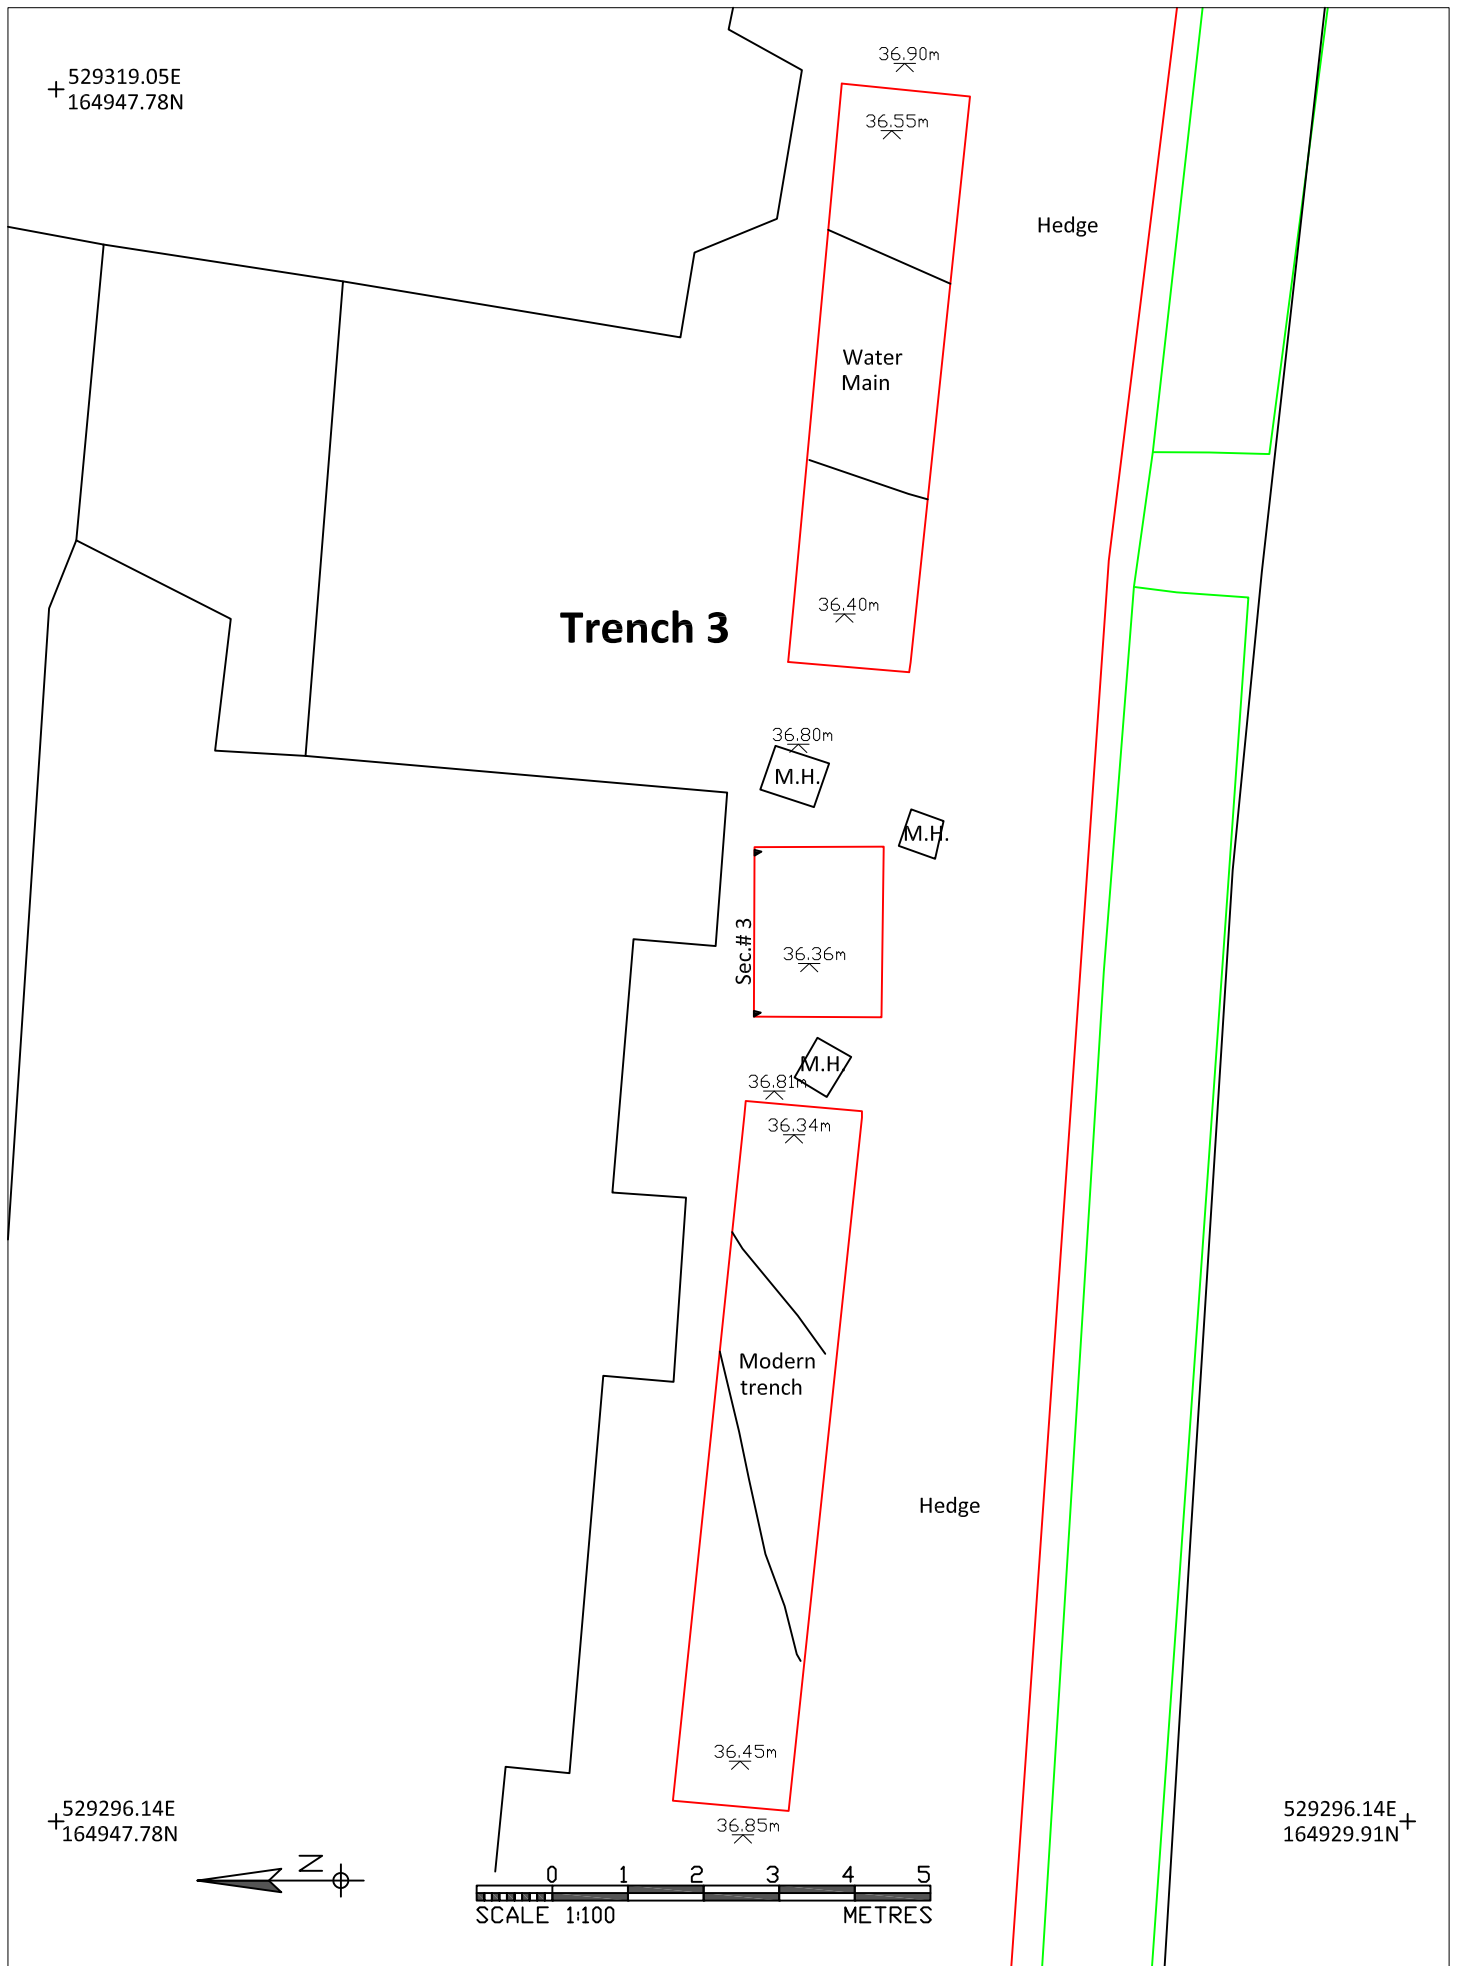 36.90m
529319.05E
164947.78N
36.55m
Hedge
Water
Main
36.40m
Trench 3
36.80m
M.H.
M.H.
Sec.# 3
36.36m
M.H.
36.81m
36.34m
Modern
trench
Hedge
36.45m
36.85m
529296.14E
164947.78N
529296.14E
164929.91N
N
0 1 2 3 4 5
SCALE 1:100 METRES